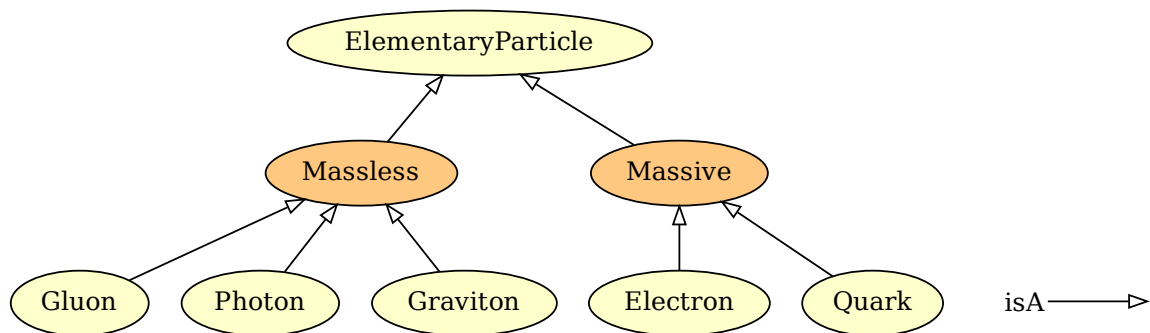 ElementaryParticle
Massless
Massive
Gluon
Photon
Graviton
Electron
Quark
isA